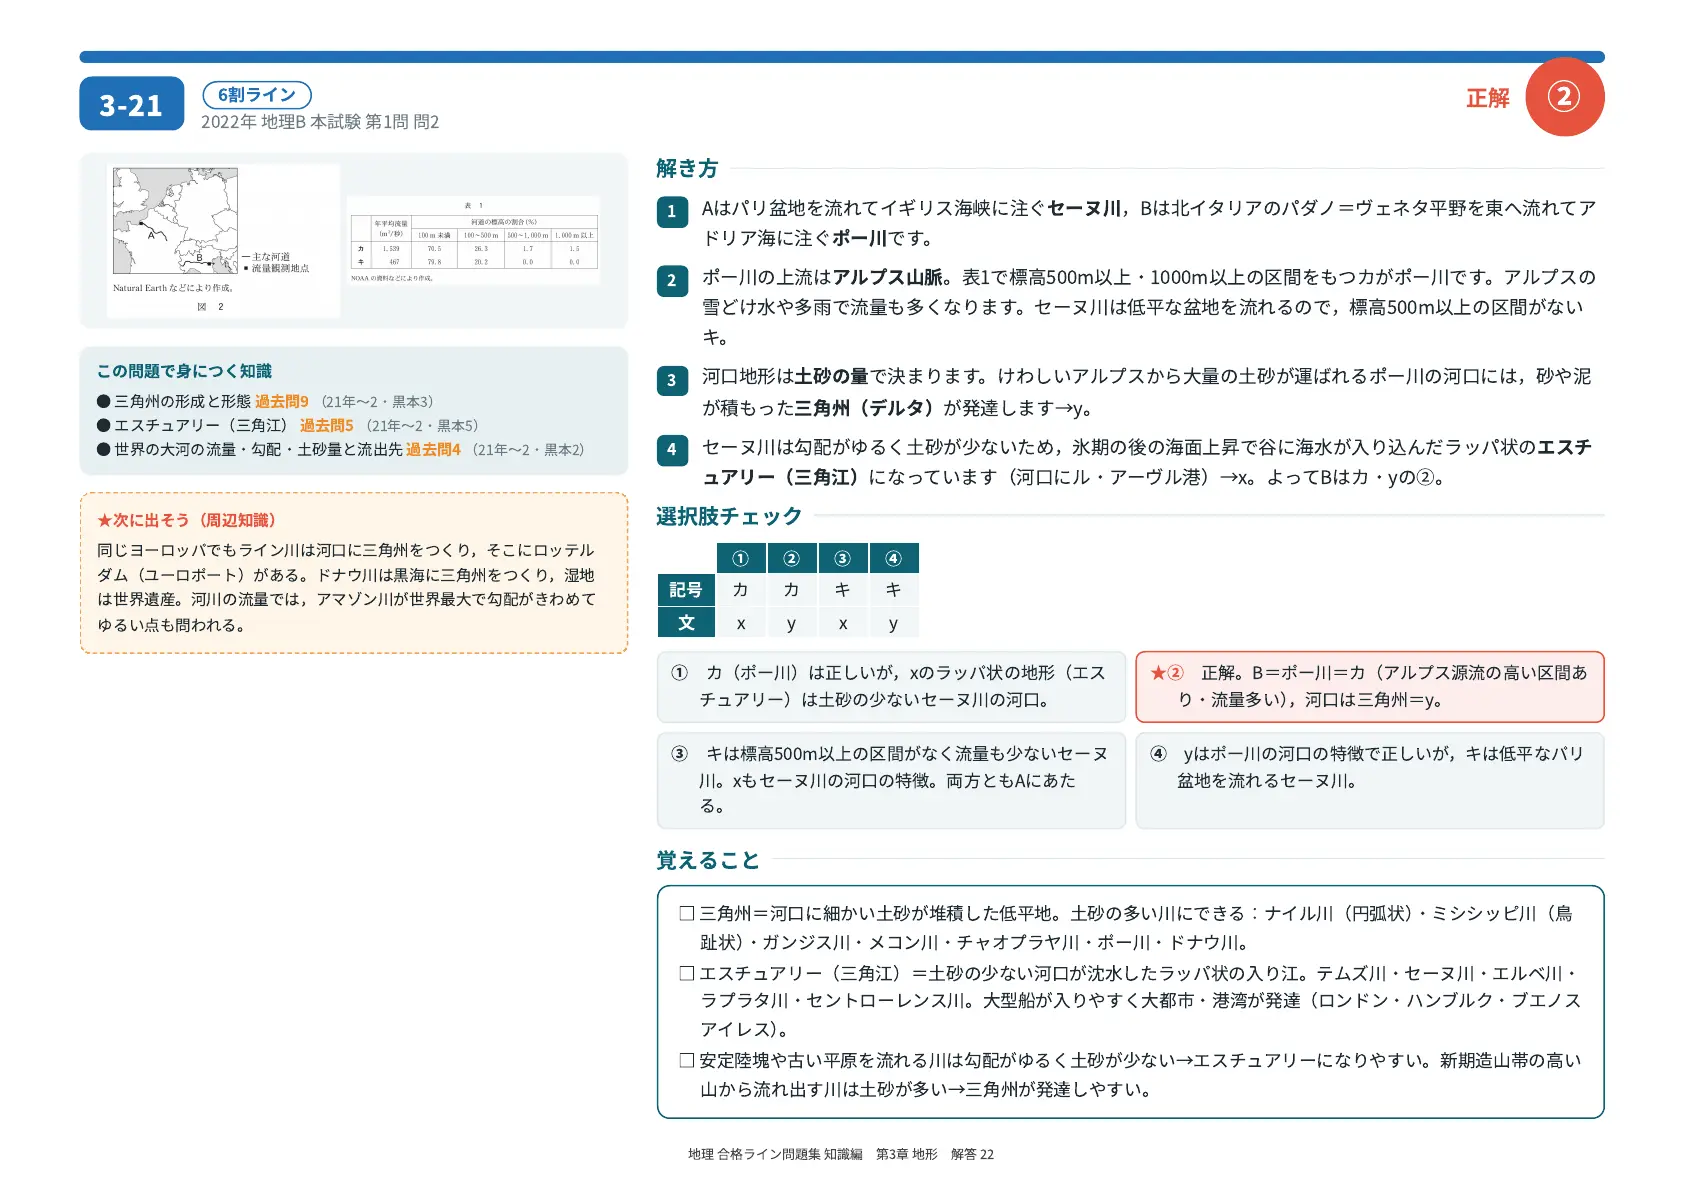 3-21
6割ライン
2022年 地理B 本試験 第1問 問2
正解 ②
A
B
主な河道
流量観測地点
Natural Earth などにより作成。
図 2
表 1
年平均流量(m³/秒) 河道の標高の割合(%)
100 m 未満 100〜500 m 500〜1,000 m 1,000 m 以上
カ 1,539 70.5 26.3 1.7 1.5
キ 467 79.8 20.2 0.0 0.0
NOAA の資料などにより作成。
この問題で身につく知識
● 三角州の形成と形態 過去問9 （21年〜2・黒本3）
● エスチュアリー（三角江） 過去問5 （21年〜2・黒本5）
● 世界の大河の流量・勾配・土砂量と流出先 過去問4 （21年〜2・黒本2）
★次に出そう（周辺知識）
同じヨーロッパでもライン川は河口に三角州をつくり，そこにロッテル
ダム（ユーロポート）がある。ドナウ川は黒海に三角州をつくり，湿地
は世界遺産。河川の流量では，アマゾン川が世界最大で勾配がきわめて
ゆるい点も問われる。
解き方
1 Aはパリ盆地を流れてイギリス海峡に注ぐセーヌ川，Bは北イタリアのパダノ＝ヴェネタ平野を東へ流れてア
ドリア海に注ぐポー川です。
2 ポー川の上流はアルプス山脈。表1で標高500m以上・1000m以上の区間をもつカがポー川です。アルプスの
雪どけ水や多雨で流量も多くなります。セーヌ川は低平な盆地を流れるので，標高500m以上の区間がない
キ。
3 河口地形は土砂の量で決まります。けわしいアルプスから大量の土砂が運ばれるポー川の河口には，砂や泥
が積もった三角州（デルタ）が発達します→y。
4 セーヌ川は勾配がゆるく土砂が少ないため，氷期の後の海面上昇で谷に海水が入り込んだラッパ状のエスチ
ュアリー（三角江）になっています（河口にル・アーヴル港）→x。よってBはカ・yの②。
選択肢チェック
① ② ③ ④
記号 カ カ キ キ
文 x y x y
① カ（ポー川）は正しいが，xのラッパ状の地形（エス
チュアリー）は土砂の少ないセーヌ川の河口。
★② 正解。B＝ポー川＝カ（アルプス源流の高い区間あ
り・流量多い），河口は三角州＝y。
③ キは標高500m以上の区間がなく流量も少ないセーヌ
川。xもセーヌ川の河口の特徴。両方ともAにあた
る。
④ yはポー川の河口の特徴で正しいが，キは低平なパリ
盆地を流れるセーヌ川。
覚えること
□ 三角州＝河口に細かい土砂が堆積した低平地。土砂の多い川にできる：ナイル川（円弧状）・ミシシッピ川（鳥
趾状）・ガンジス川・メコン川・チャオプラヤ川・ポー川・ドナウ川。
□ エスチュアリー（三角江）＝土砂の少ない河口が沈水したラッパ状の入り江。テムズ川・セーヌ川・エルベ川・
ラプラタ川・セントローレンス川。大型船が入りやすく大都市・港湾が発達（ロンドン・ハンブルク・ブエノス
アイレス）。
□ 安定陸塊や古い平原を流れる川は勾配がゆるく土砂が少ない→エスチュアリーになりやすい。新期造山帯の高い
山から流れ出す川は土砂が多い→三角州が発達しやすい。
地理 合格ライン問題集 知識編 第3章 地形 解答 22